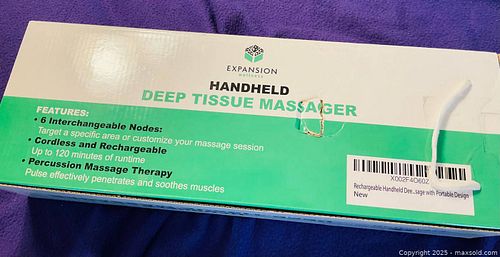 EXPANSION
wellness
HANDHELD
DEEP TISSUE MASSAGER
FEATURES:
• 6 Interchangeable Nodes:
Target a specific area or customize your massage session
• Cordless and Rechargeable
Up to 120 minutes of runtime
• Percussion Massage Therapy
Pulse effectively penetrates and soothes muscles
X002F4O60Z
Rechargeable Handheld Dee...sage with Portable Design
New
Copyright © 2025 - maxsold.com